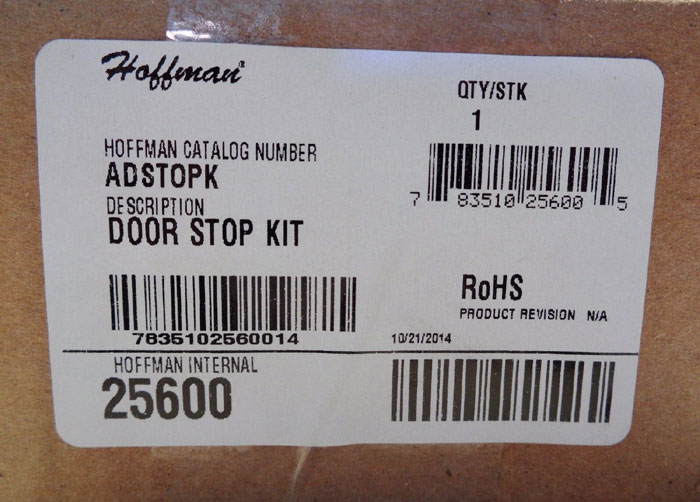 Hoffman®
QTY/STK
1
HOFFMAN CATALOG NUMBER
ADSTOPK
DESCRIPTION
DOOR STOP KIT
7 83510 25600 5
RoHS
PRODUCT REVISION N/A
7835102560014
10/21/2014
HOFFMAN INTERNAL
25600